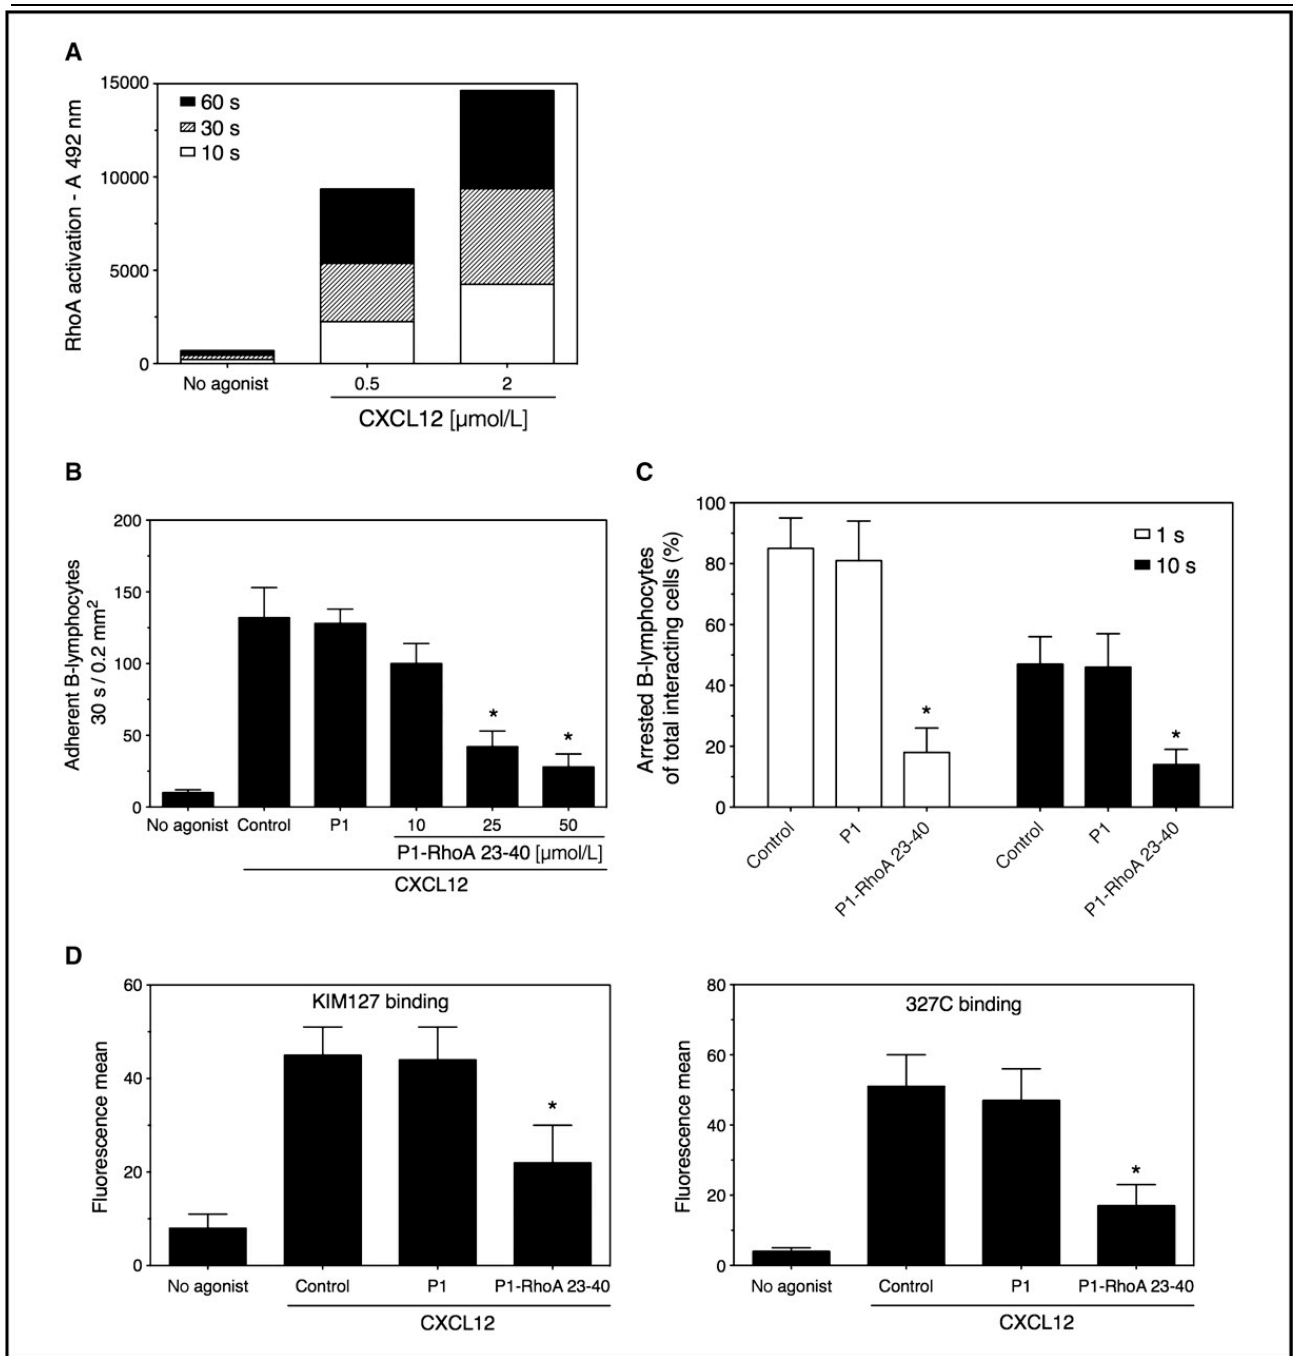 A
RhoA activation - A 492 nm
15000
10000
5000
0
60 s
30 s
10 s
No agonist 0.5 2
CXCL12 [µmol/L]
B
Adherent B-lymphocytes
30 s / 0.2 mm²
200
150
100
50
0
* *
No agonist Control P1 10 25 50
P1-RhoA 23-40 [µmol/L]
CXCL12
C
Arrested B-lymphocytes
of total interacting cells (%)
100
80
60
40
20
0
1 s
10 s
* *
Control P1 P1-RhoA 23-40 Control P1 P1-RhoA 23-40
D
KIM127 binding
Fluorescence mean
60
40
20
0
*
No agonist Control P1 P1-RhoA 23-40
CXCL12
327C binding
Fluorescence mean
80
60
40
20
0
*
No agonist Control P1 P1-RhoA 23-40
CXCL12